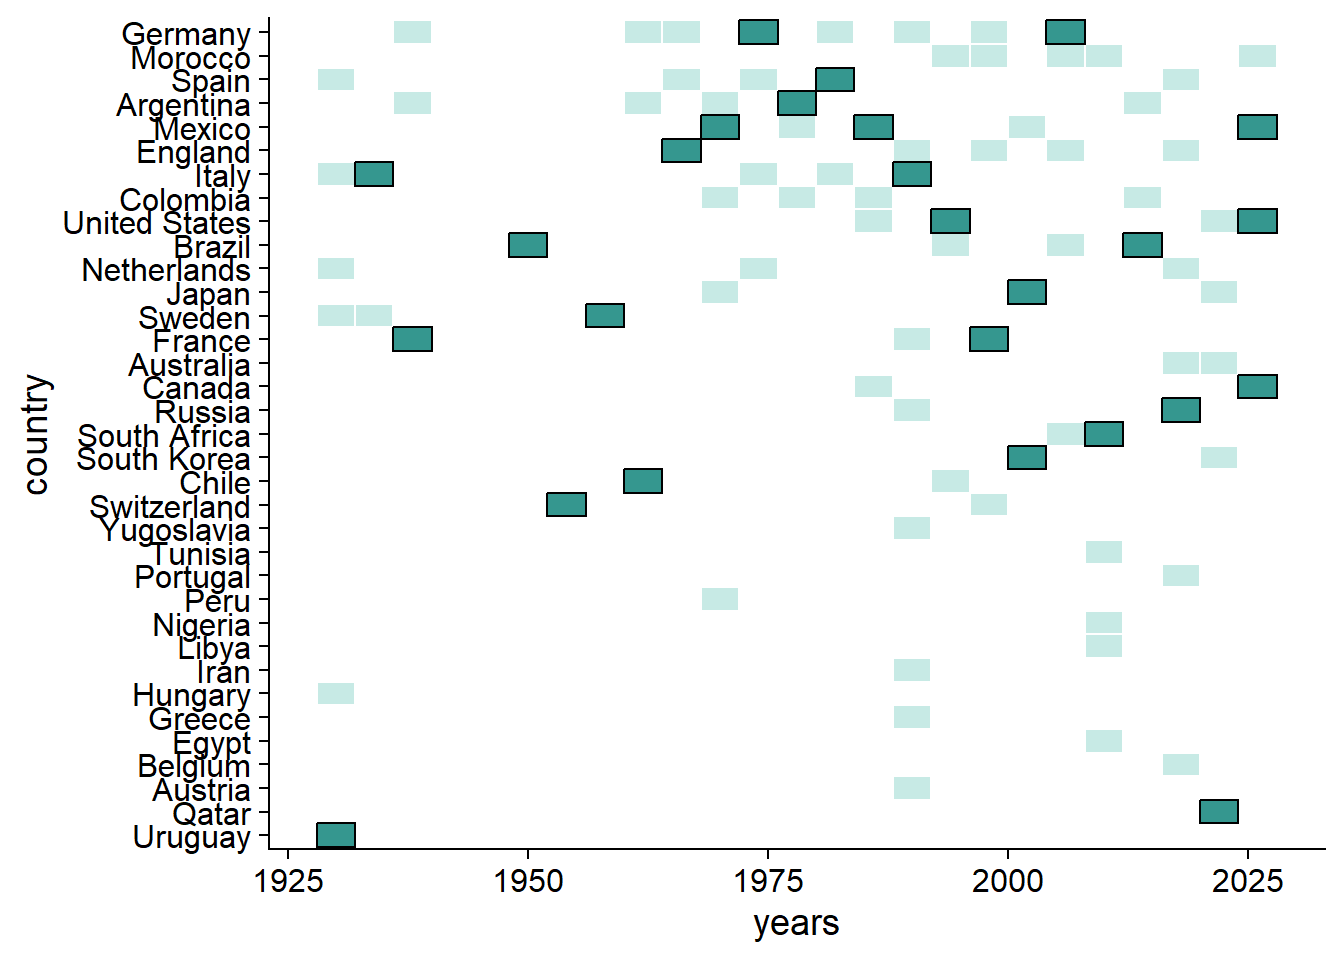 Germany
Morocco
Spain
Argentina
Mexico
England
Italy
Colombia
United States
Brazil
Netherlands
Japan
Sweden
France
Australia
Canada
Russia
South Africa
South Korea
Chile
Switzerland
Yugoslavia
Tunisia
Portugal
Peru
Nigeria
Libya
Iran
Hungary
Greece
Egypt
Belgium
Austria
Qatar
Uruguay
country
1925 1950 1975 2000 2025
years